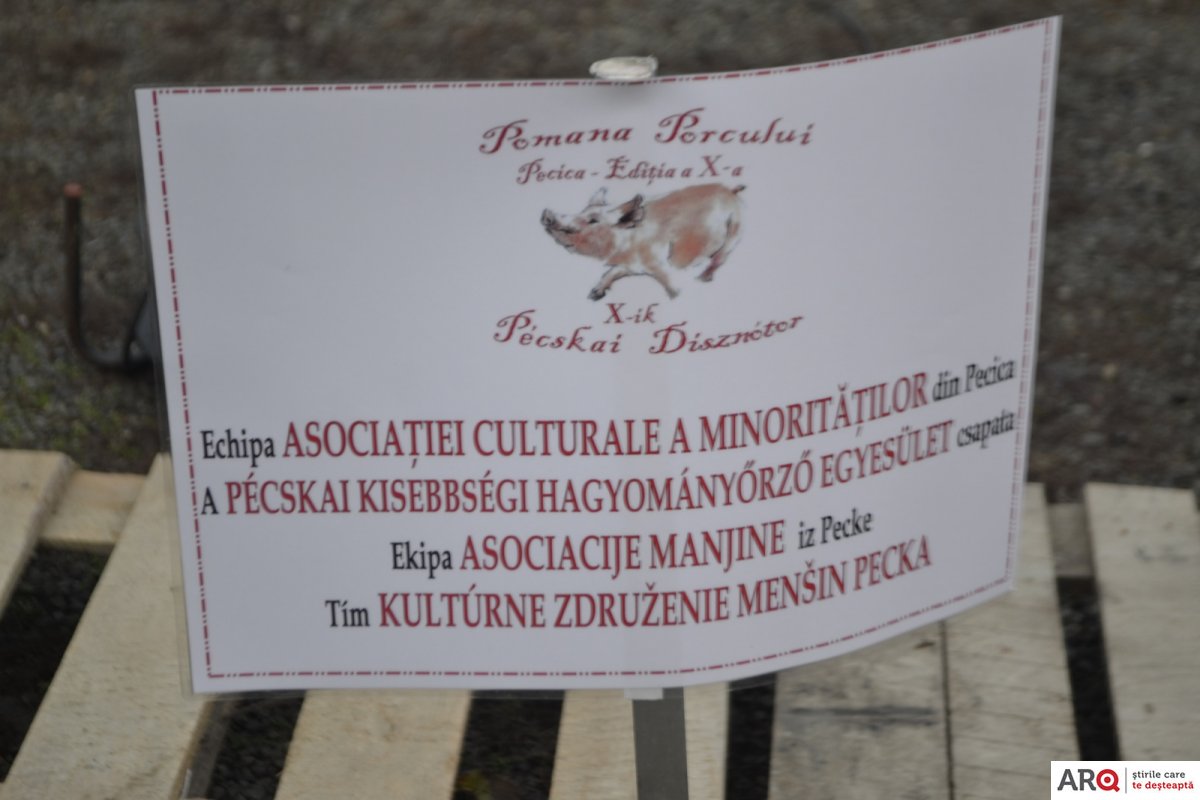 Pomana Porcului
Pecica - Ediția a X-a
X-ik
Pécskai Disznótor
Echipa ASOCIAȚIEI CULTURALE A MINORITĂȚILOR din Pecica
A PÉCSKAI KISEBBSÉGI HAGYOMÁNYŐRZŐ EGYESÜLET csapata
Ekipa ASOCIACIJE MANJINE iz Pecke
Tím KULTÚRNE ZDRUŽENIE MENŠIN PECKA
ARQ
știrile care
te deșteaptă